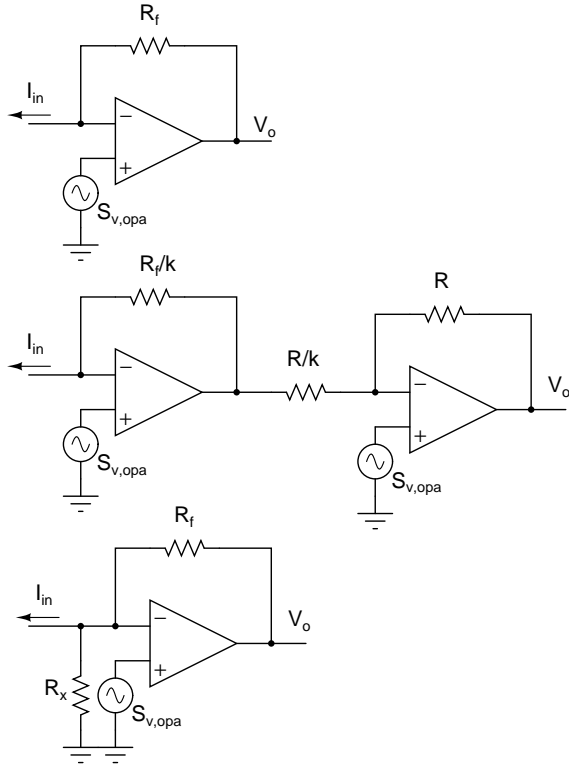 R_f
I_in
−
V_o
+
S_v,opa
R_f/k
R
I_in
R/k
−
−
V_o
+
+
S_v,opa
S_v,opa
R_f
I_in
V_o
−
+
R_x
S_v,opa